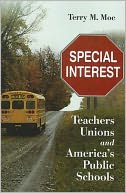 Terry M. Moe
SPECIAL
INTEREST
Teachers
Unions and
America's
Public
Schools